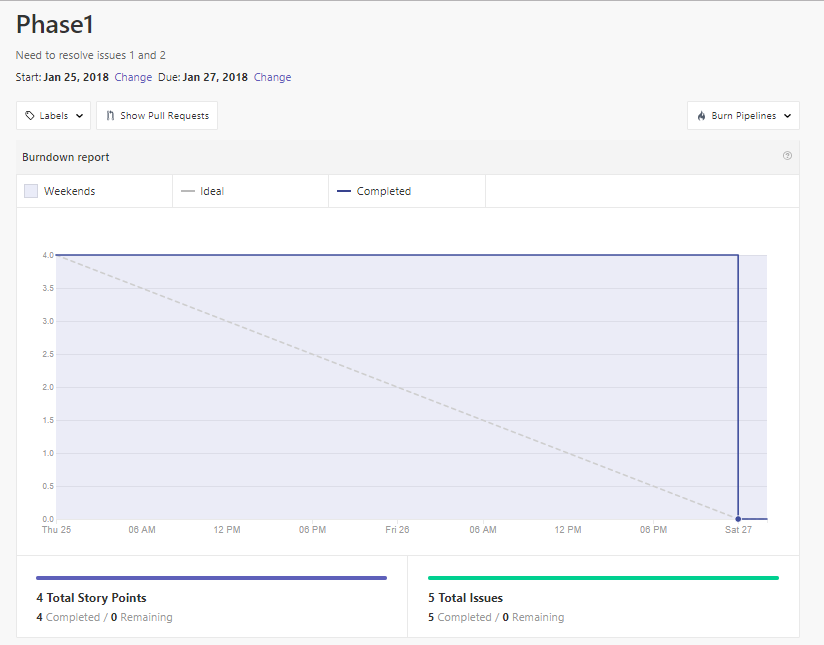 Phase1
Need to resolve issues 1 and 2
Start: Jan 25, 2018 Change Due: Jan 27, 2018 Change
Labels Show Pull Requests Burn Pipelines
Burndown report
Weekends Ideal Completed
4.0
3.5
3.0
2.5
2.0
1.5
1.0
0.5
0.0
Thu 25 06 AM 12 PM 06 PM Fri 26 06 AM 12 PM 06 PM Sat 27
4 Total Story Points
4 Completed / 0 Remaining
5 Total Issues
5 Completed / 0 Remaining